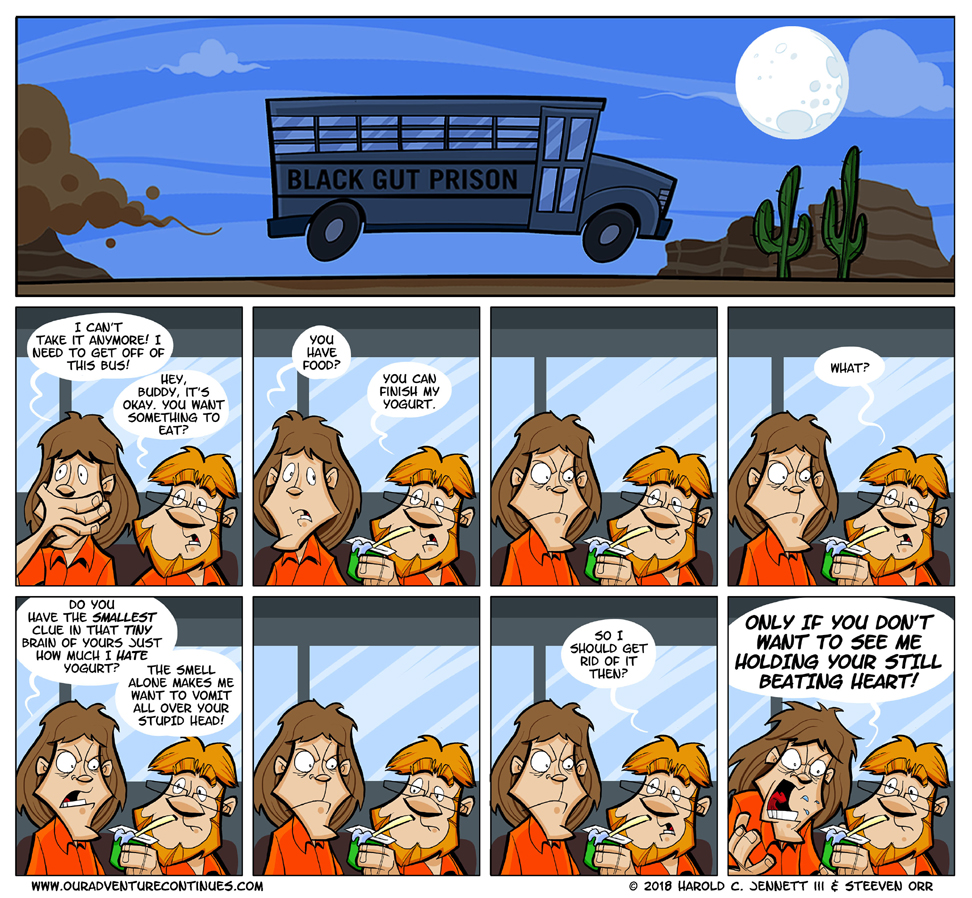 BLACK GUT PRISON
I CAN'T
TAKE IT ANYMORE! I
NEED TO GET OFF OF
THIS BUS!
HEY,
BUDDY, IT'S
OKAY. YOU WANT
SOMETHING TO
EAT?
YOU
HAVE
FOOD?
YOU CAN
FINISH MY
YOGURT.
WHAT?
DO YOU
HAVE THE SMALLEST
CLUE IN THAT TINY
BRAIN OF YOURS JUST
HOW MUCH I HATE
YOGURT?
THE SMELL
ALONE MAKES ME
WANT TO VOMIT
ALL OVER YOUR
STUPID HEAD!
SO I
SHOULD GET
RID OF IT
THEN?
ONLY IF YOU DON'T
WANT TO SEE ME
HOLDING YOUR STILL
BEATING HEART!
WWW.OURADVENTURECONTINUES.COM
© 2018 HAROLD C. JENNETT III & STEEVEN ORR